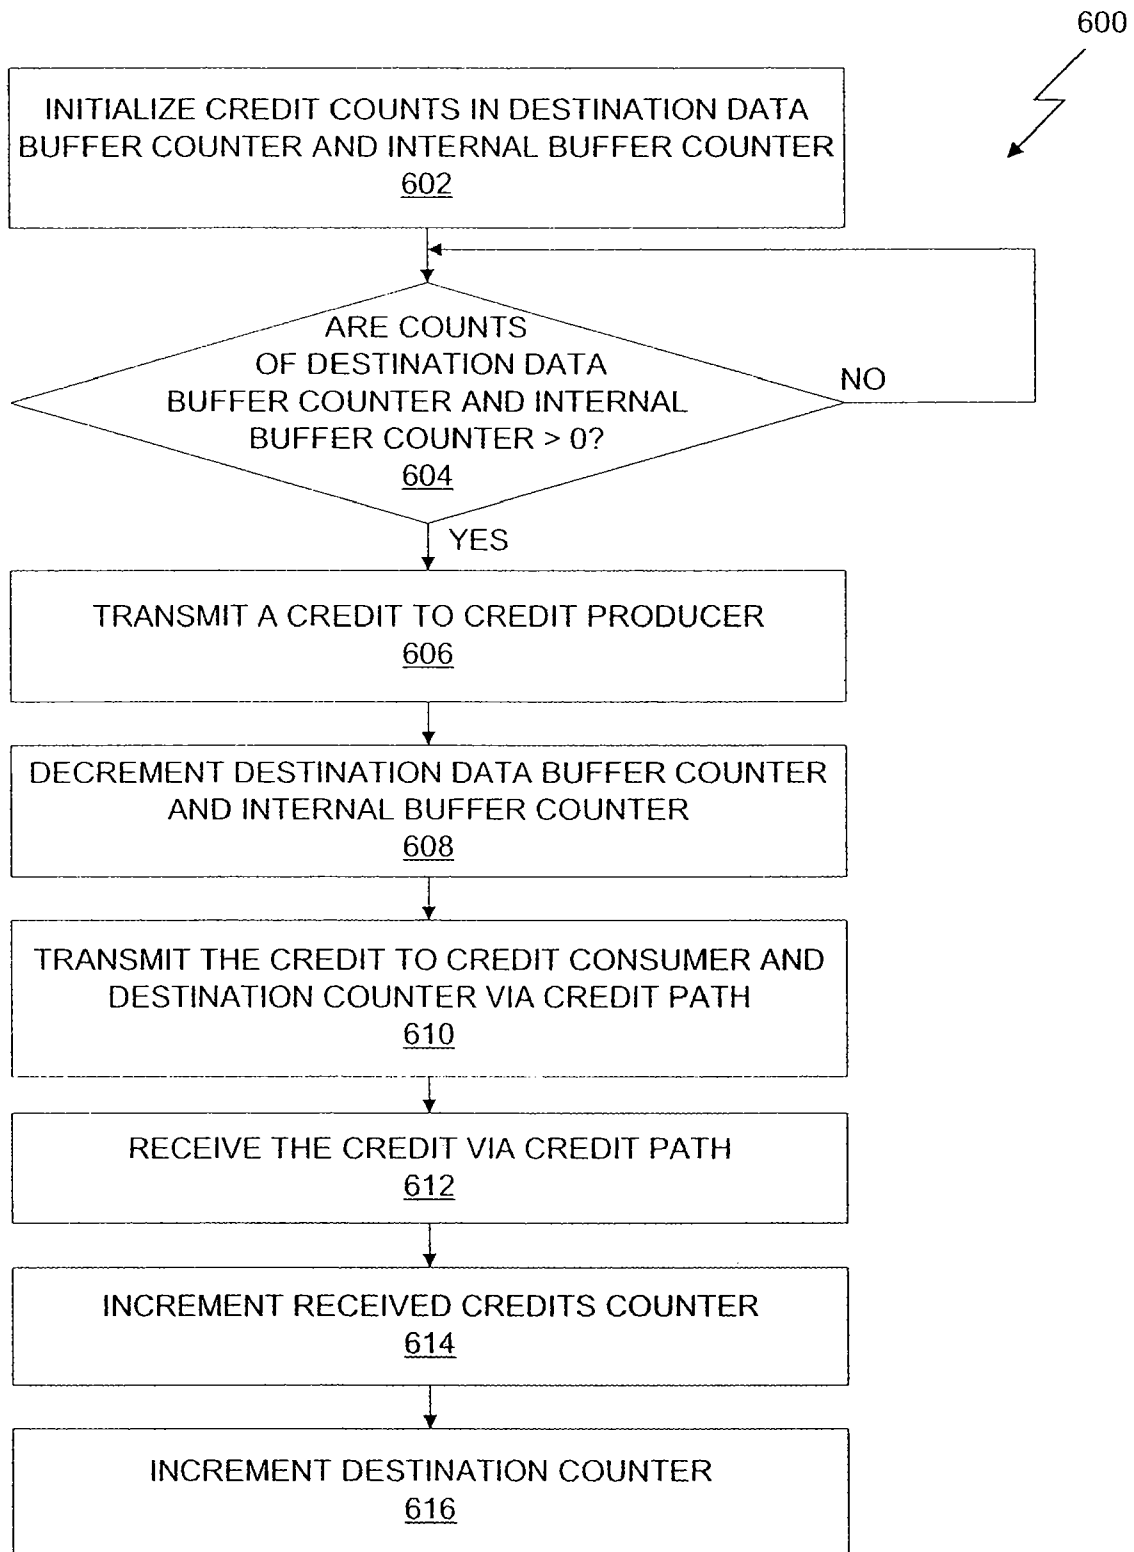 600
INITIALIZE CREDIT COUNTS IN DESTINATION DATA
BUFFER COUNTER AND INTERNAL BUFFER COUNTER
602
ARE COUNTS
OF DESTINATION DATA
BUFFER COUNTER AND INTERNAL
BUFFER COUNTER > 0?
604
NO
YES
TRANSMIT A CREDIT TO CREDIT PRODUCER
606
DECREMENT DESTINATION DATA BUFFER COUNTER
AND INTERNAL BUFFER COUNTER
608
TRANSMIT THE CREDIT TO CREDIT CONSUMER AND
DESTINATION COUNTER VIA CREDIT PATH
610
RECEIVE THE CREDIT VIA CREDIT PATH
612
INCREMENT RECEIVED CREDITS COUNTER
614
INCREMENT DESTINATION COUNTER
616